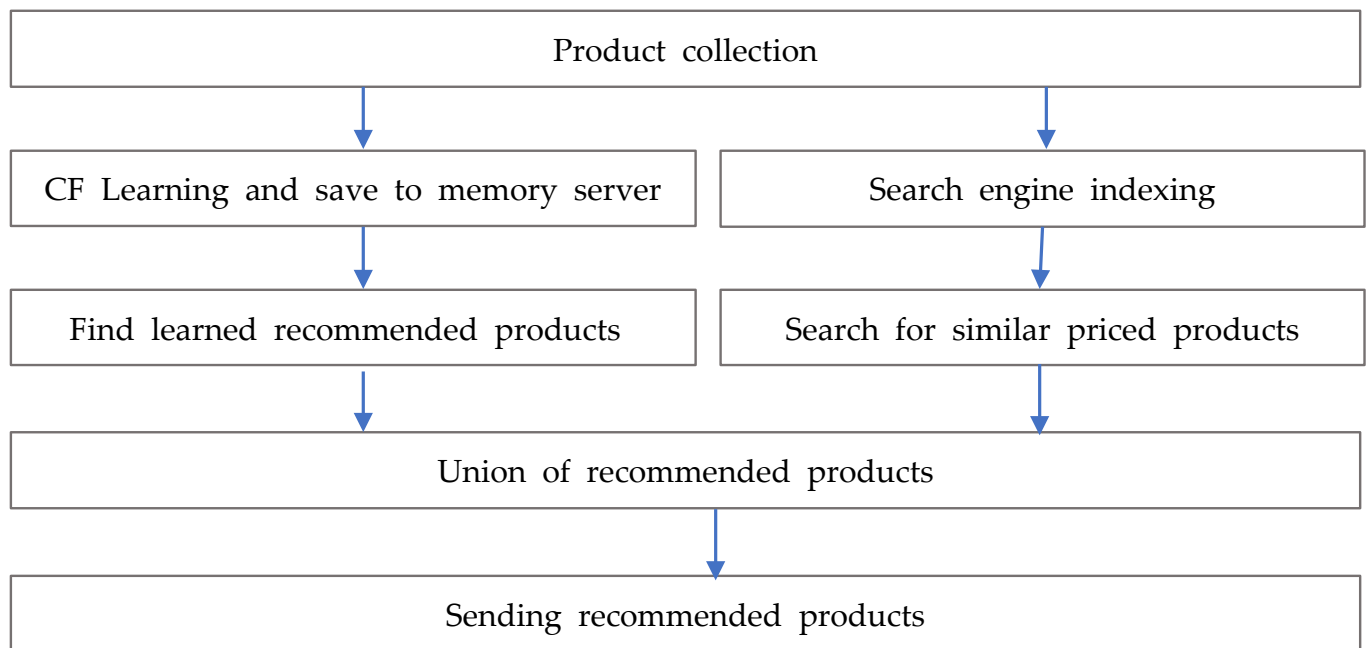 Product collection
CF Learning and save to memory server
Search engine indexing
Find learned recommended products
Search for similar priced products
Union of recommended products
Sending recommended products